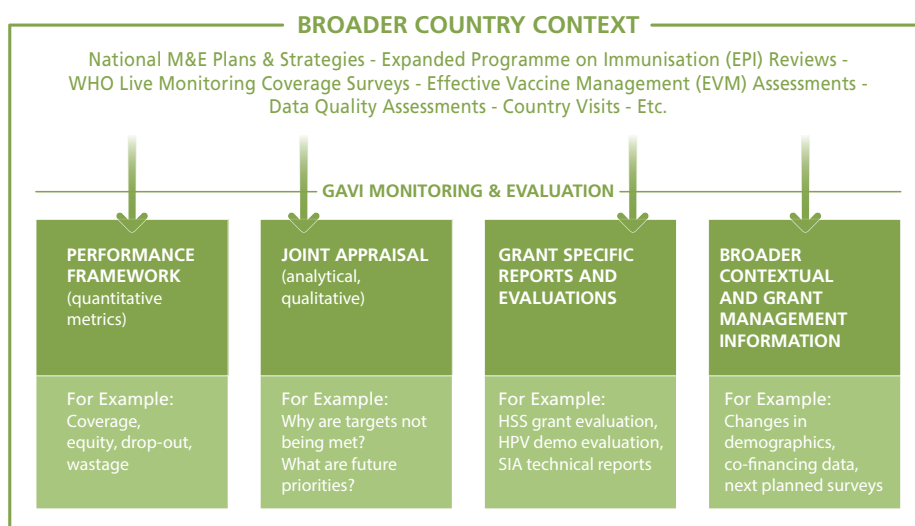 BROADER COUNTRY CONTEXT
National M&E Plans & Strategies - Expanded Programme on Immunisation (EPI) Reviews -
WHO Live Monitoring Coverage Surveys - Effective Vaccine Management (EVM) Assessments -
Data Quality Assessments - Country Visits - Etc.
GAVI MONITORING & EVALUATION
PERFORMANCE
FRAMEWORK
(quantitative
metrics)
For Example:
Coverage,
equity, drop-out,
wastage
JOINT APPRAISAL
(analytical,
qualitative)
For Example:
Why are targets not
being met?
What are future
priorities?
GRANT SPECIFIC
REPORTS AND
EVALUATIONS
For Example:
HSS grant evaluation,
HPV demo evaluation,
SIA technical reports
BROADER
CONTEXTUAL
AND GRANT
MANAGEMENT
INFORMATION
For Example:
Changes in
demographics,
co-financing data,
next planned surveys